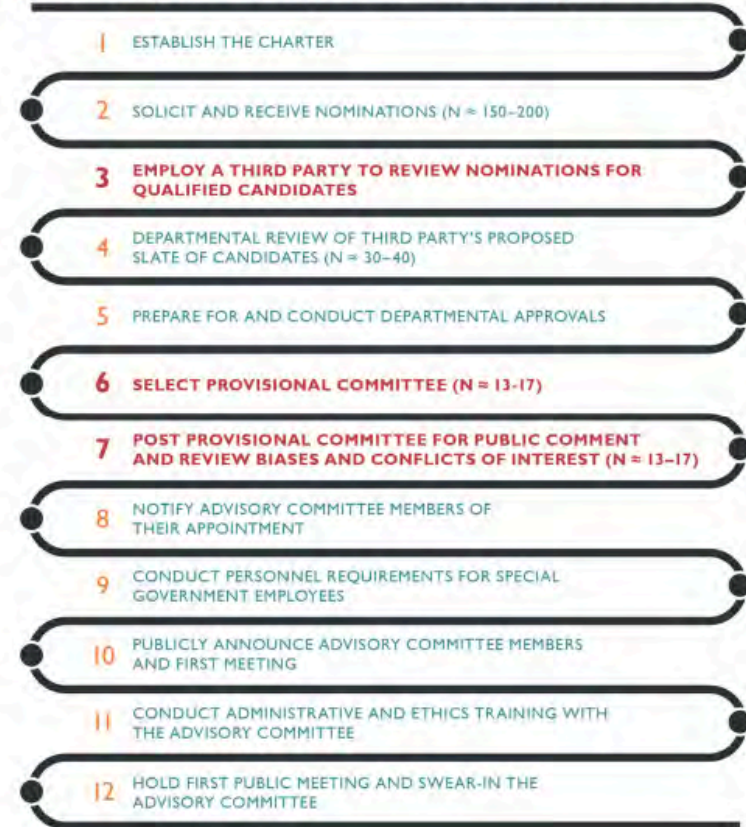 1 ESTABLISH THE CHARTER
2 SOLICIT AND RECEIVE NOMINATIONS (N ≈ 150–200)
3 EMPLOY A THIRD PARTY TO REVIEW NOMINATIONS FOR
QUALIFIED CANDIDATES
4 DEPARTMENTAL REVIEW OF THIRD PARTY'S PROPOSED
SLATE OF CANDIDATES (N ≈ 30–40)
5 PREPARE FOR AND CONDUCT DEPARTMENTAL APPROVALS
6 SELECT PROVISIONAL COMMITTEE (N ≈ 13-17)
7 POST PROVISIONAL COMMITTEE FOR PUBLIC COMMENT
AND REVIEW BIASES AND CONFLICTS OF INTEREST (N ≈ 13–17)
8 NOTIFY ADVISORY COMMITTEE MEMBERS OF
THEIR APPOINTMENT
9 CONDUCT PERSONNEL REQUIREMENTS FOR SPECIAL
GOVERNMENT EMPLOYEES
10 PUBLICLY ANNOUNCE ADVISORY COMMITTEE MEMBERS
AND FIRST MEETING
11 CONDUCT ADMINISTRATIVE AND ETHICS TRAINING WITH
THE ADVISORY COMMITTEE
12 HOLD FIRST PUBLIC MEETING AND SWEAR-IN THE
ADVISORY COMMITTEE